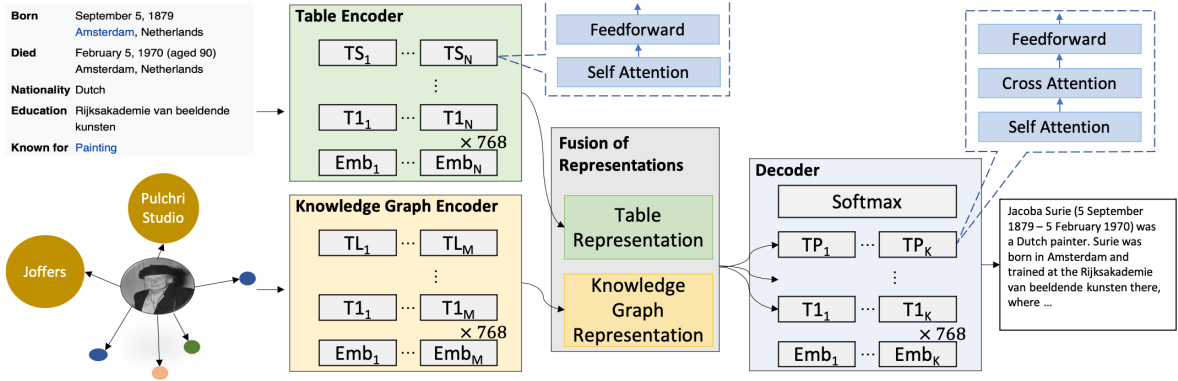 Born September 5, 1879
Amsterdam, Netherlands
Died February 5, 1970 (aged 90)
Amsterdam, Netherlands
Nationality Dutch
Education Rijksakademie van beeldende
kunsten
Known for Painting
Pulchri
Studio
Joffers
Table Encoder
TS1 ... TSN
⋮
T11 ... T1N
× 768
Emb1 ... EmbN
Feedforward
Self Attention
Knowledge Graph Encoder
TL1 ... TLM
⋮
T11 ... T1M
× 768
Emb1 ... EmbM
Fusion of
Representations
Table
Representation
Knowledge
Graph
Representation
Decoder
Softmax
TP1 ... TPK
⋮
T11 ... T1K
× 768
Emb1 ... EmbK
Feedforward
Cross Attention
Self Attention
Jacoba Surie (5 September
1879 – 5 February 1970) was
a Dutch painter. Surie was
born in Amsterdam and
trained at the Rijksakademie
van beeldende kunsten there,
where ...